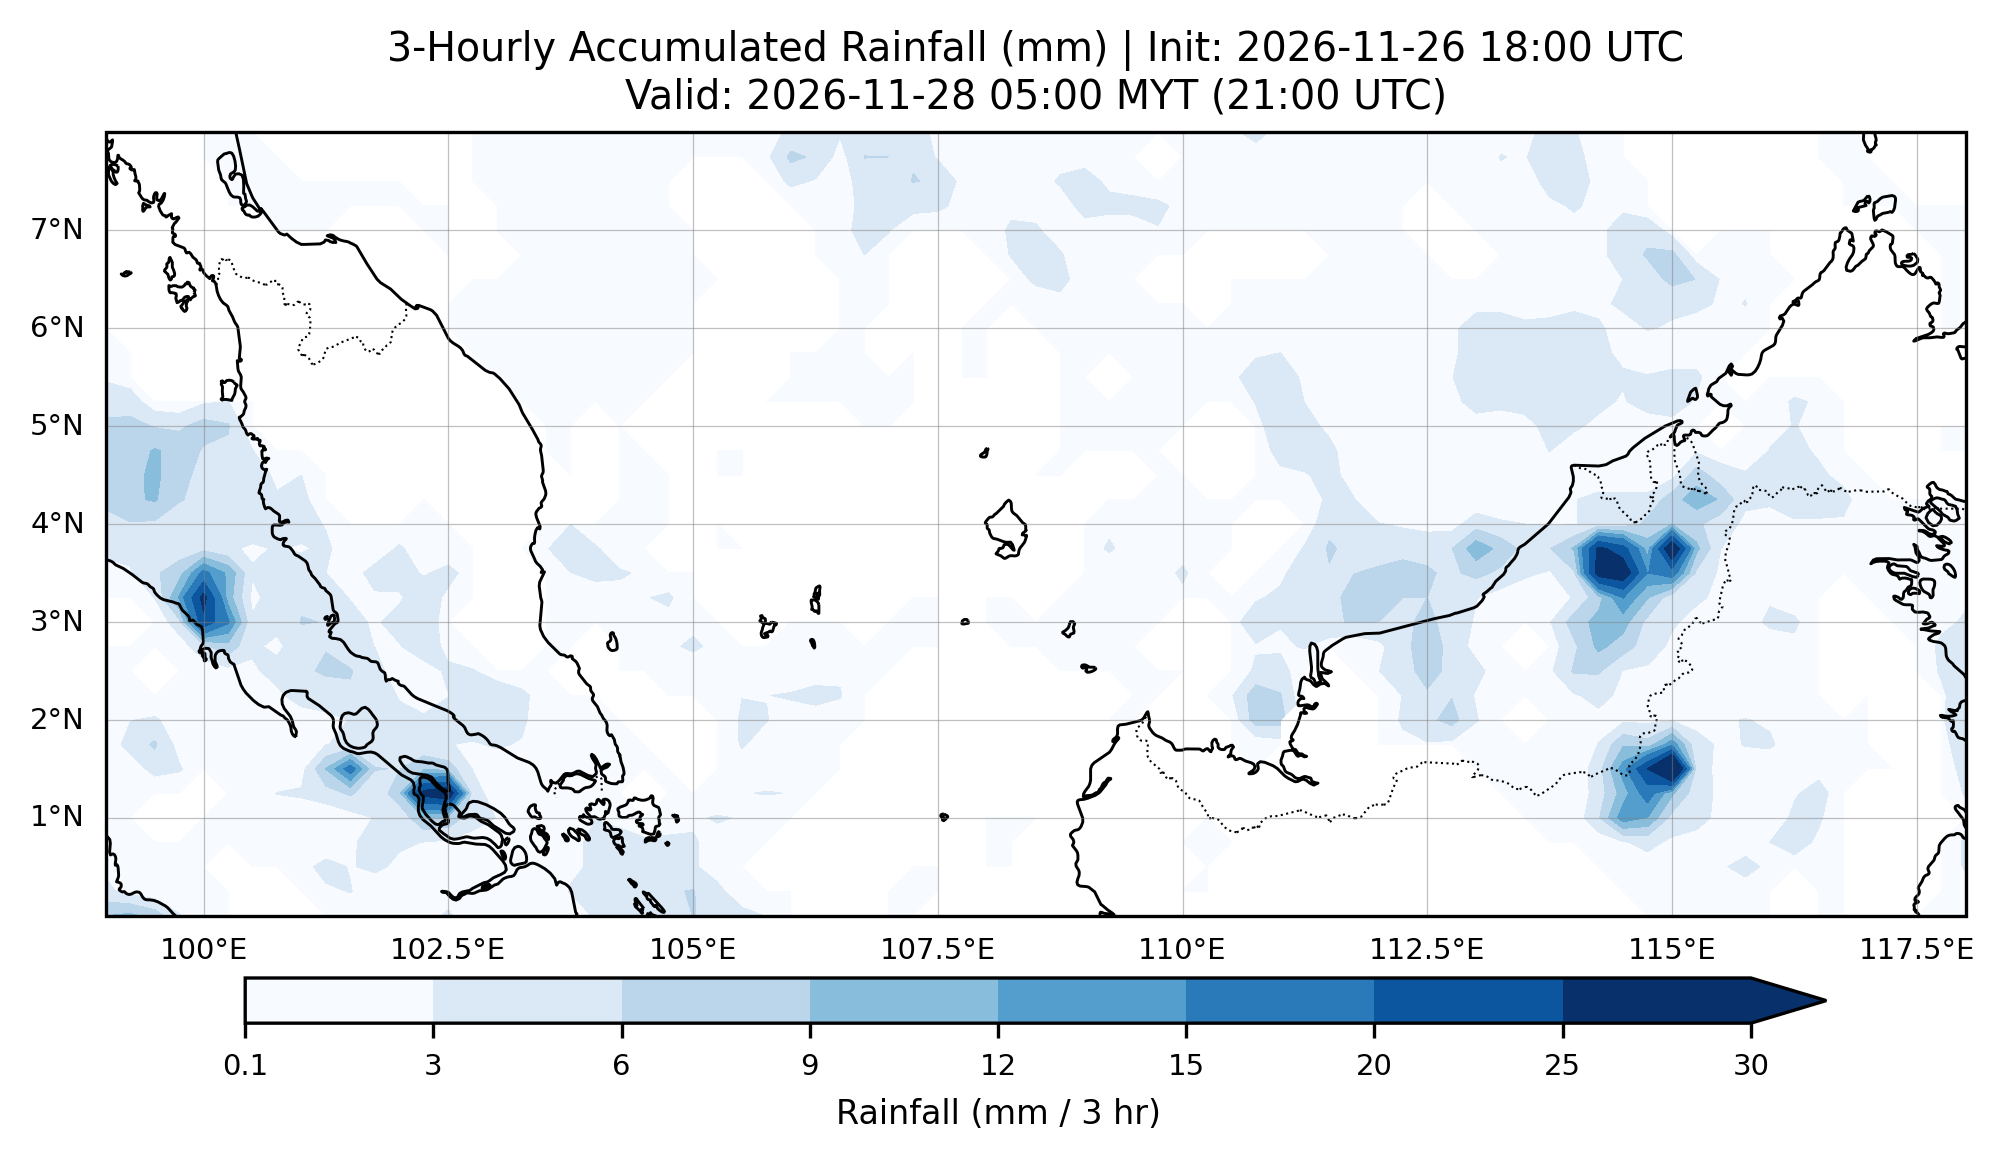 3-Hourly Accumulated Rainfall (mm) | Init: 2026-11-26 18:00 UTC
Valid: 2026-11-28 05:00 MYT (21:00 UTC)
7°N
6°N
5°N
4°N
3°N
2°N
1°N
100°E 102.5°E 105°E 107.5°E 110°E 112.5°E 115°E 117.5°E
0.1 3 6 9 12 15 20 25 30
Rainfall (mm / 3 hr)